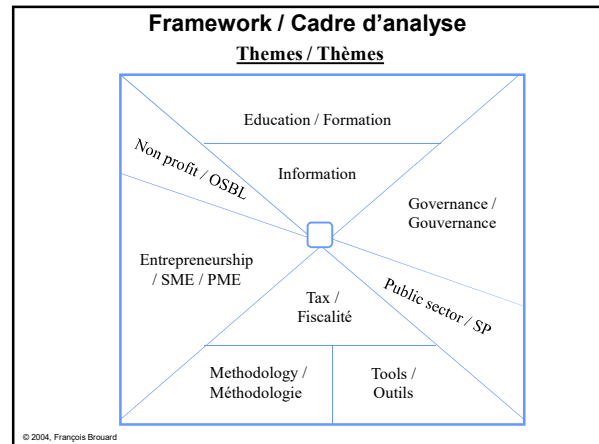 Framework / Cadre d’analyse
Themes / Thèmes
Education / Formation
Non profit / OSBL
Information
Governance /
Gouvernance
Entrepreneurship
/ SME / PME
Public sector / SP
Tax /
Fiscalité
Methodology /
Méthodologie
Tools /
Outils
© 2004, François Brouard